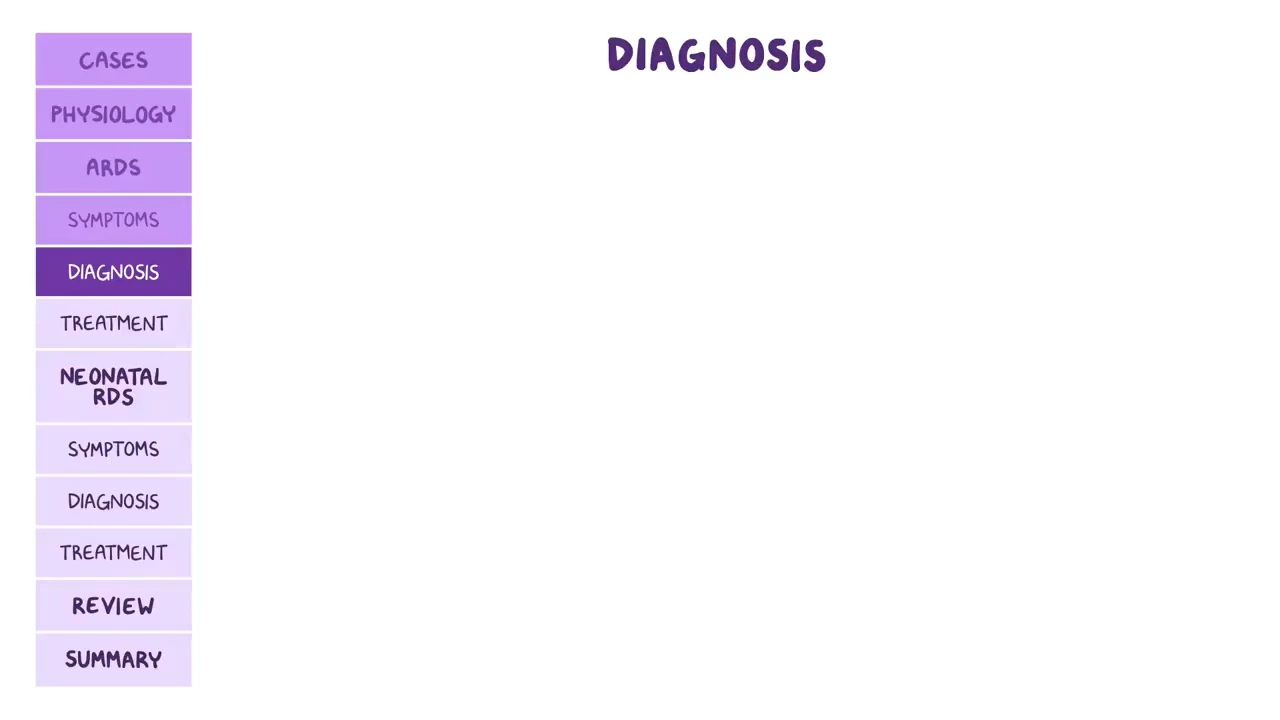 DIAGNOSIS
CASES
PHYSIOLOGY
ARDS
SYMPTOMS
DIAGNOSIS
TREATMENT
NEONATAL
RDS
SYMPTOMS
DIAGNOSIS
TREATMENT
REVIEW
SUMMARY